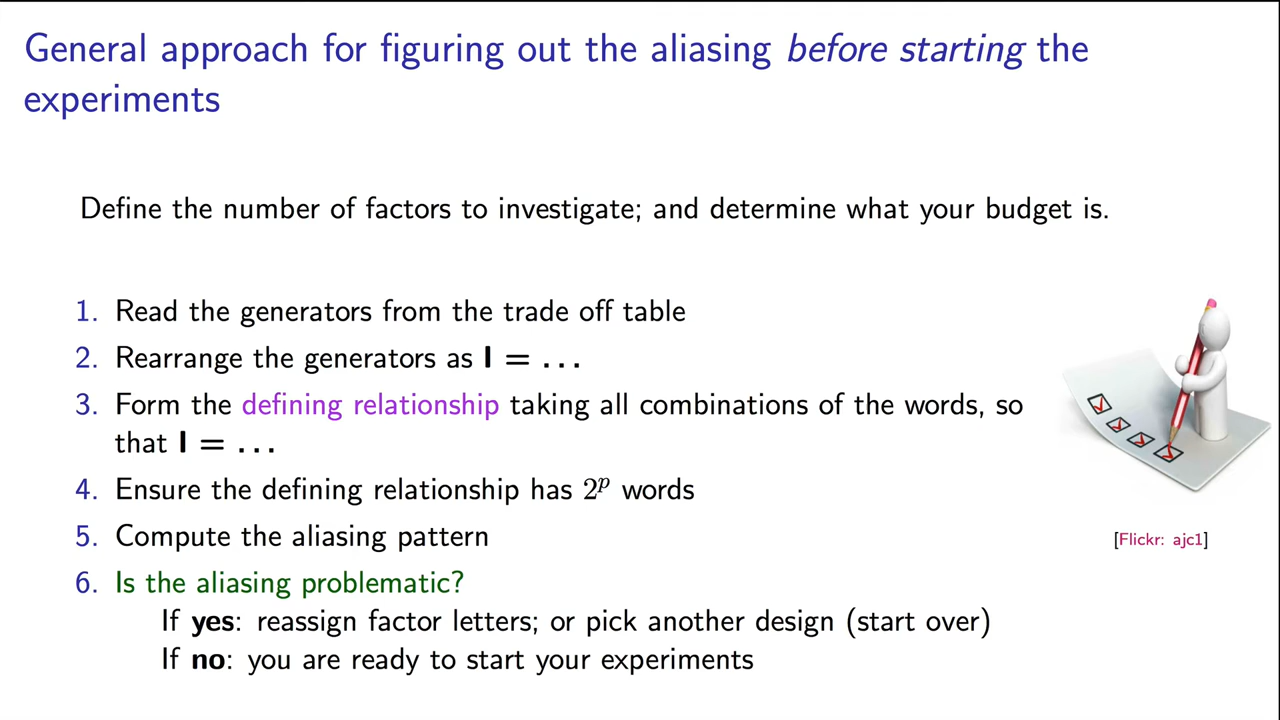 General approach for figuring out the aliasing before starting the
experiments
Define the number of factors to investigate; and determine what your budget is.
1. Read the generators from the trade off table
2. Rearrange the generators as I = ...
3. Form the defining relationship taking all combinations of the words, so
that I = ...
4. Ensure the defining relationship has 2^p words
5. Compute the aliasing pattern
6. Is the aliasing problematic?
If yes: reassign factor letters; or pick another design (start over)
If no: you are ready to start your experiments
[Flickr: ajc1]